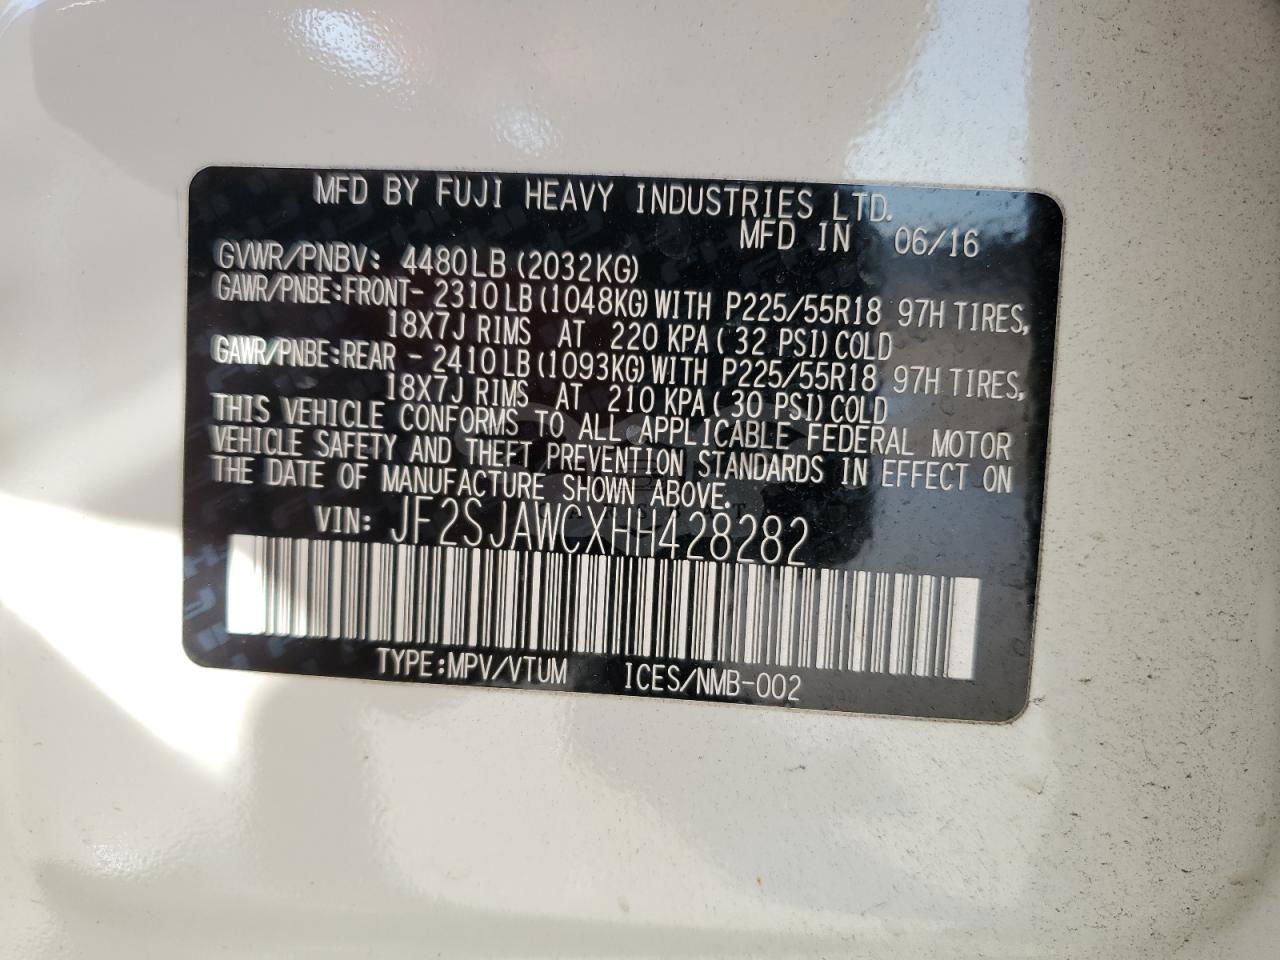 MFD BY FUJI HEAVY INDUSTRIES LTD.
MFD IN 06/16
GVWR/PNBV: 4480LB (2032KG)
GAWR/PNBE:FRONT- 2310LB (1048KG) WITH P225/55R18 97H TIRES,
18X7J RIMS AT 220 KPA ( 32 PSI) COLD
GAWR/PNBE:REAR - 2410LB (1093KG) WITH P225/55R18 97H TIRES,
18X7J RIMS AT 210 KPA ( 30 PSI) COLD
THIS VEHICLE CONFORMS TO ALL APPLICABLE FEDERAL MOTOR
VEHICLE SAFETY AND THEFT PREVENTION STANDARDS IN EFFECT ON
THE DATE OF MANUFACTURE SHOWN ABOVE.
VIN: JF2SJAWCXHH428282
TYPE:MPV/VTUM ICES/NMB-002